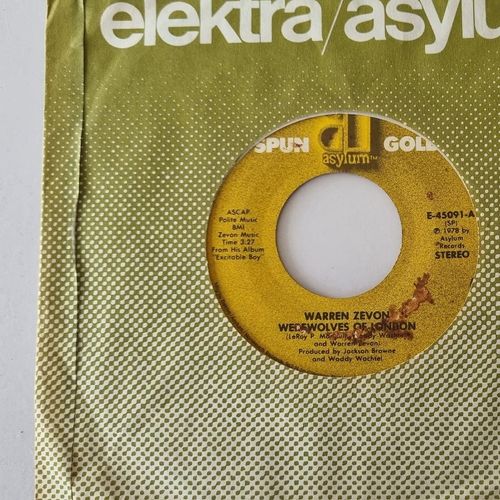 elektra/asylu
SPUN GOLD
asylum™
ASCAP
Polite Music
BMI
Zevon Music
Time 3:27
From His Album
"Excitable Boy"
E-45091-A
(SP)
℗ 1978 by
Asylum
Records
STEREO
WARREN ZEVON
WEREWOLVES OF LONDON
(LeRoy P. Wachtel
and Warren Zevon)
Produced by Jackson Browne
and Waddy Wachtel